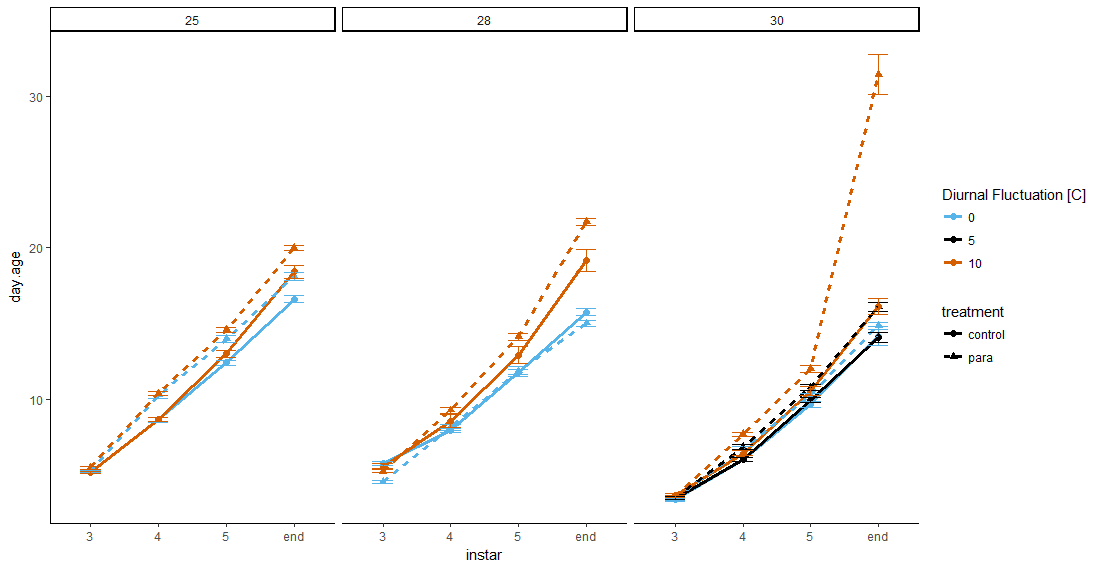 25 28 30
30
20
10
day.age
3 4 5 end 3 4 5 end 3 4 5 end
instar
Diurnal Fluctuation [C]
0
5
10
treatment
control
para